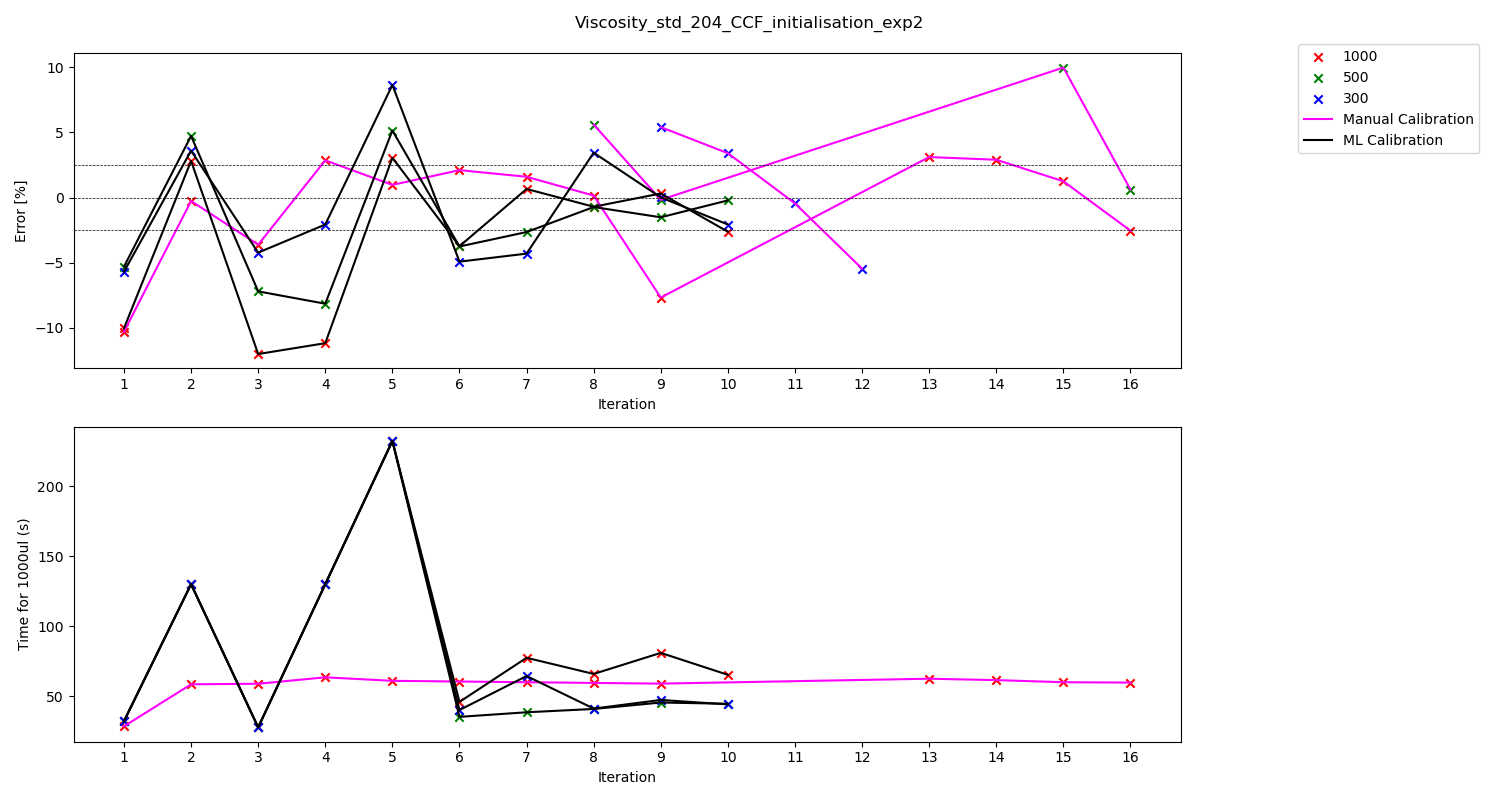 Viscosity_std_204_CCF_initialisation_exp2
1000
500
300
Manual Calibration
ML Calibration
Error [%]
10
5
0
−5
−10
1 2 3 4 5 6 7 8 9 10 11 12 13 14 15 16
Iteration
Time for 1000ul (s)
200
150
100
50
1 2 3 4 5 6 7 8 9 10 11 12 13 14 15 16
Iteration